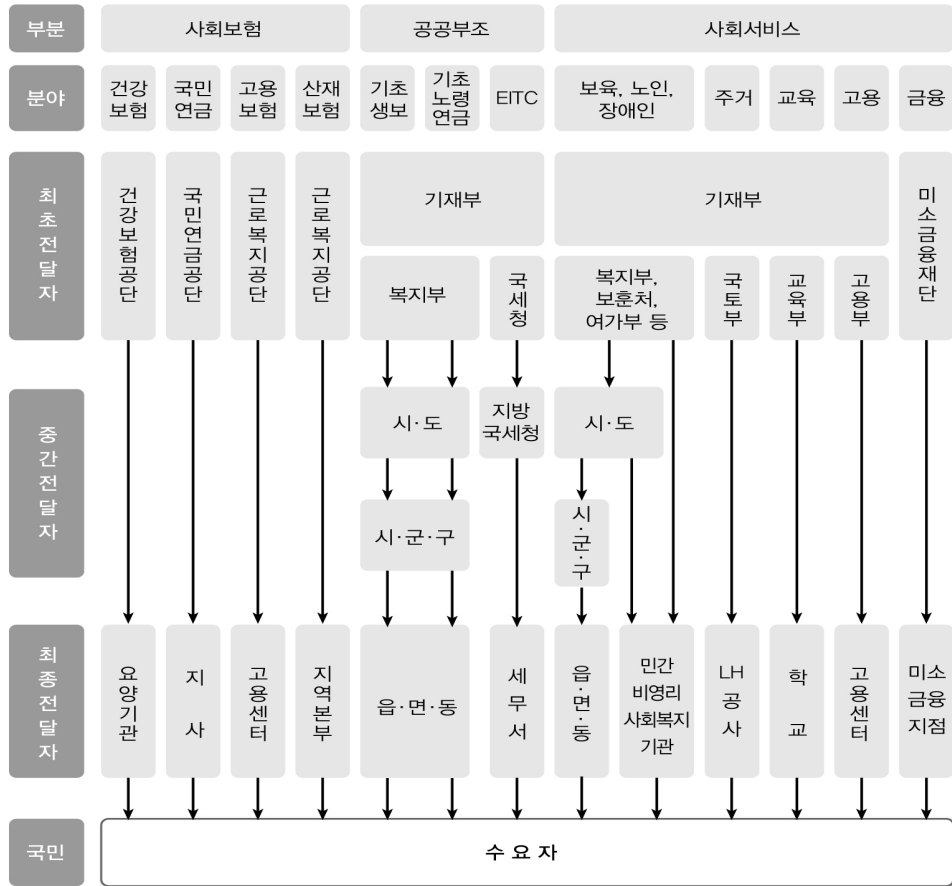 부분
사회보험
공공부조
사회서비스
분야
건강
보험
국민
연금
고용
보험
산재
보험
기초
생보
기초
노령
연금
EITC
보육, 노인,
장애인
주거
교육
고용
금융
최초전달자
건강보험공단
국민연금공단
근로복지공단
근로복지공단
기재부
기재부
미소금융재단
복지부
국세청
복지부,
보훈처,
여가부 등
국토부
교육부
고용부
중간전달자
시·도
지방
국세청
시·도
시·군·구
시·군·구
최종전달자
요양기관
지사
고용센터
지역본부
읍·면·동
세무서
읍·면·동
민간
비영리
사회복지
기관
LH
공사
학교
고용센터
미소
금융
지점
국민
수요자